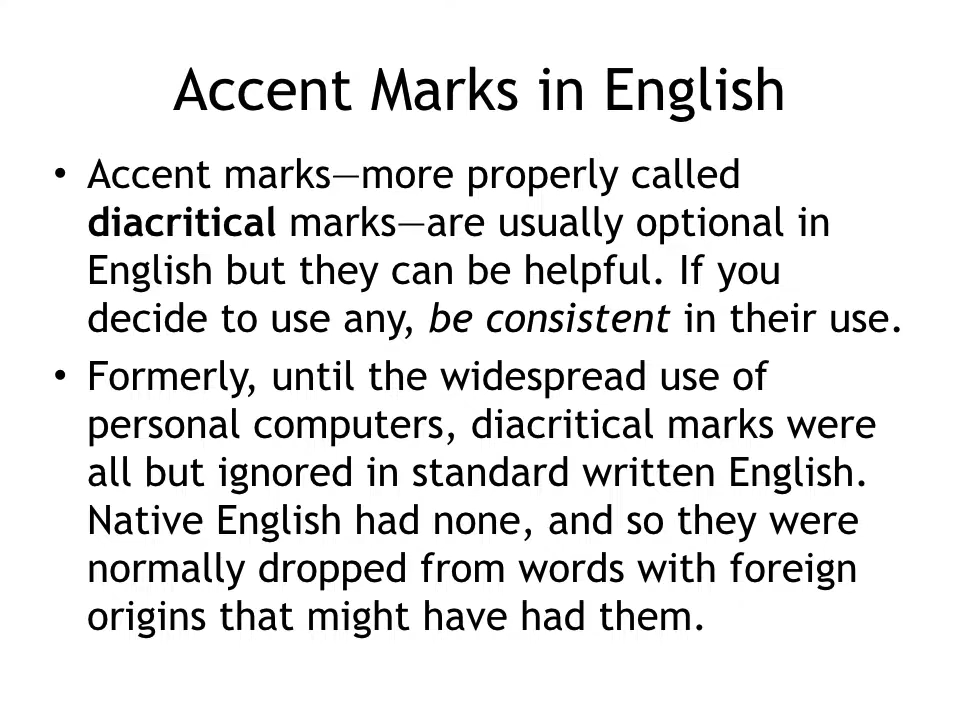 Accent Marks in English
• Accent marks—more properly called
diacritical marks—are usually optional in
English but they can be helpful. If you
decide to use any, be consistent in their use.
• Formerly, until the widespread use of
personal computers, diacritical marks were
all but ignored in standard written English.
Native English had none, and so they were
normally dropped from words with foreign
origins that might have had them.